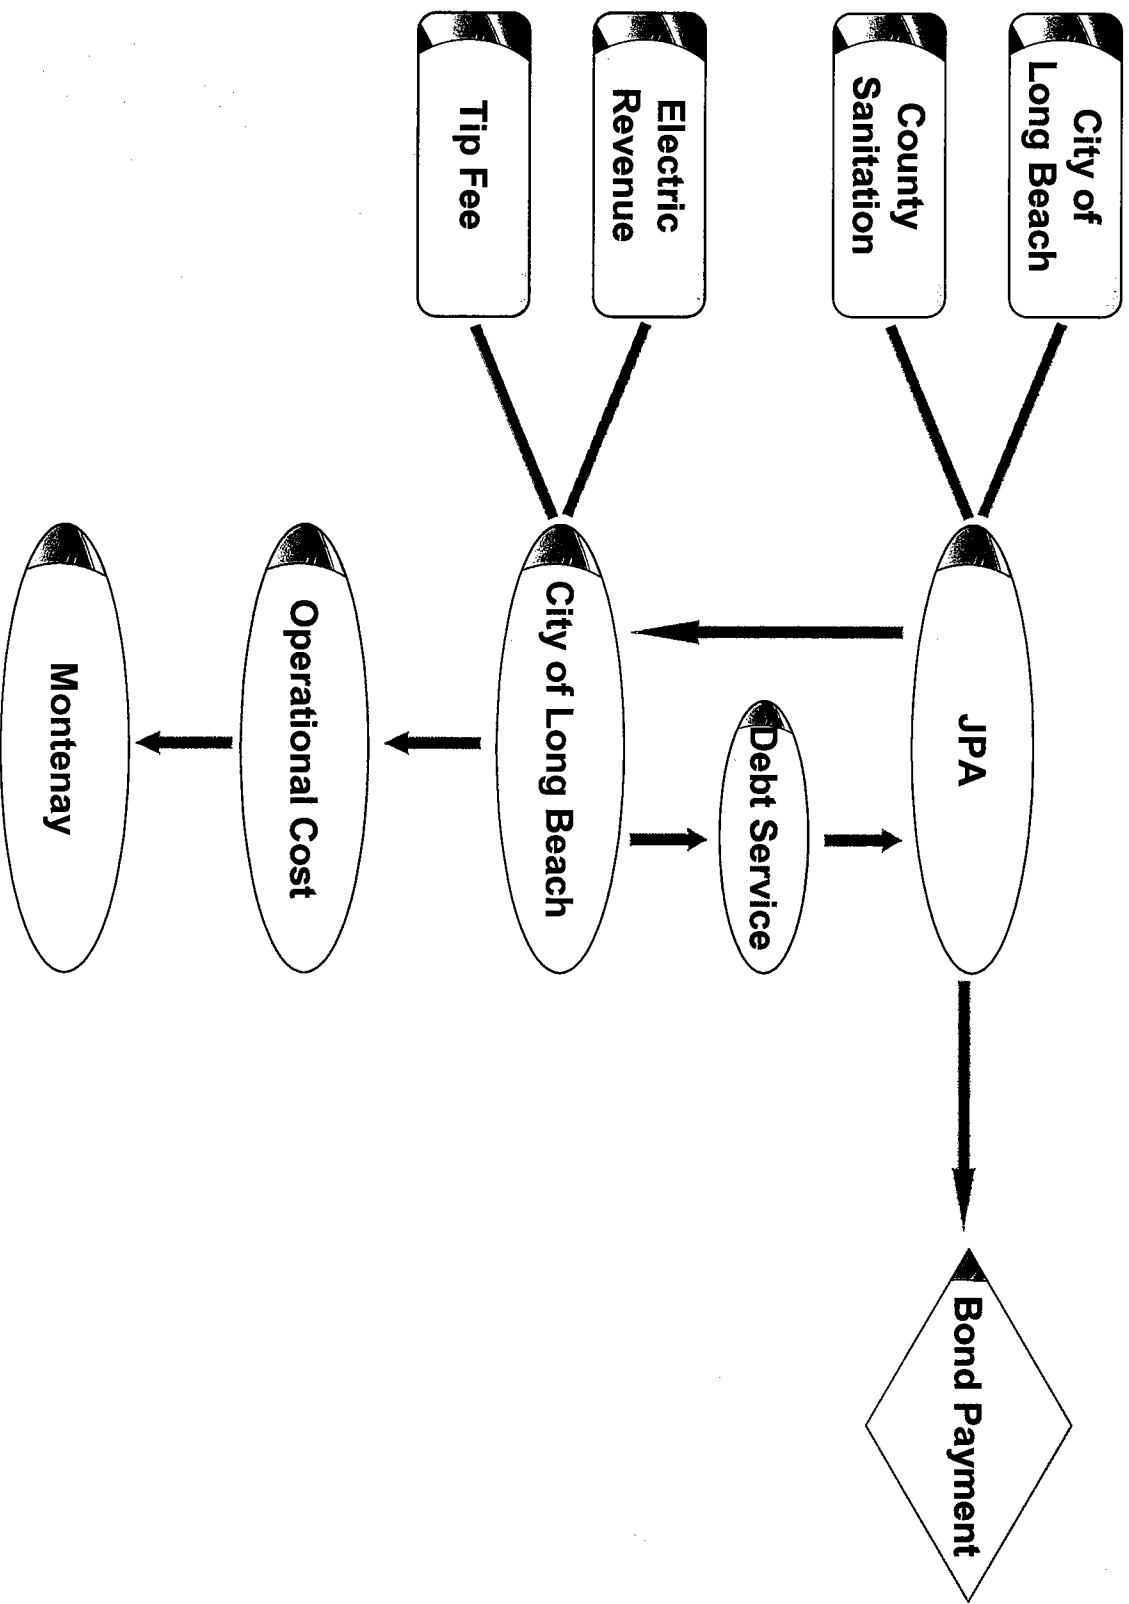 City of
Long Beach
County
Sanitation
JPA
Bond Payment
Debt Service
Electric
Revenue
Tip Fee
City of Long Beach
Operational Cost
Montenay